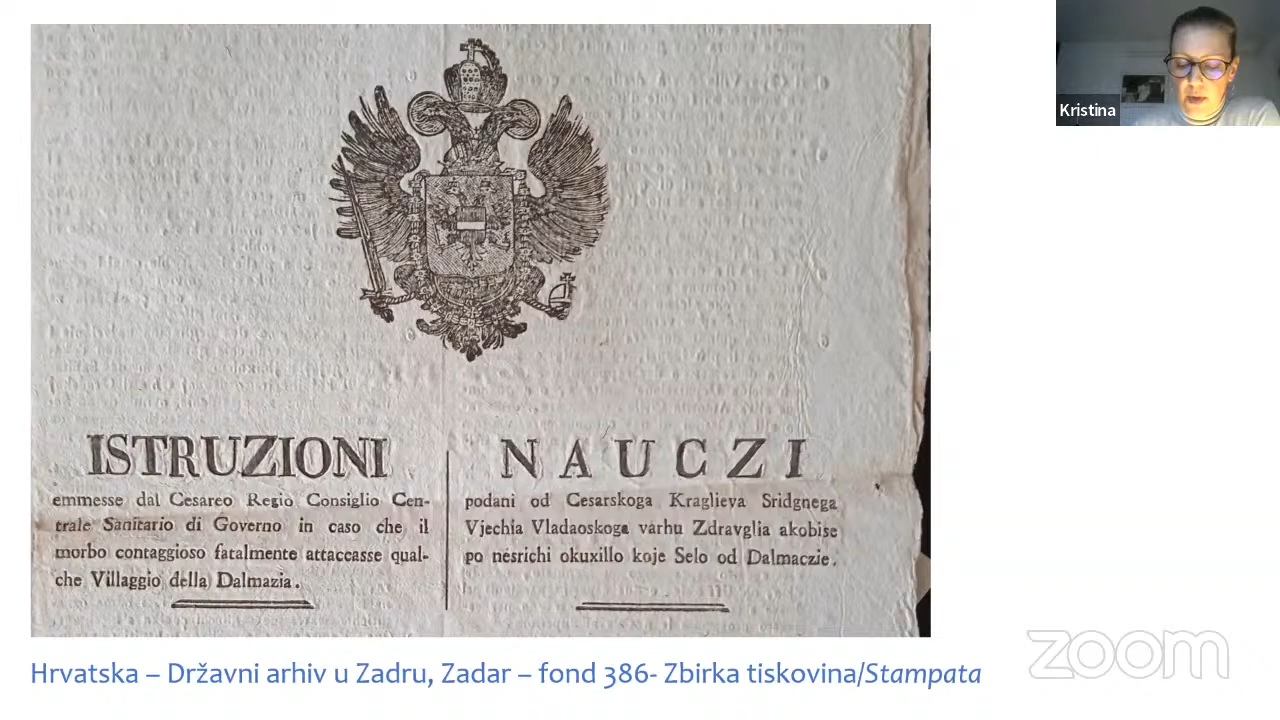 Kristina
ISTRUZIONI
emmesse dal Cesareo Regio Consiglio Cen-
trale Sanitario di Governo in caso che il
morbo contaggioso fatalmente attaccasse qual-
che Villaggio della Dalmazia.
NAUCZI
podani od Cesarskoga Kraglieva Sridgnega
Vjechia Vladaoskoga varhu Zdravglia akobise
po nesrichi okuxillo koje Selo od Dalmaczie.
Hrvatska – Državni arhiv u Zadru, Zadar – fond 386- Zbirka tiskovina/Stampata
zoom